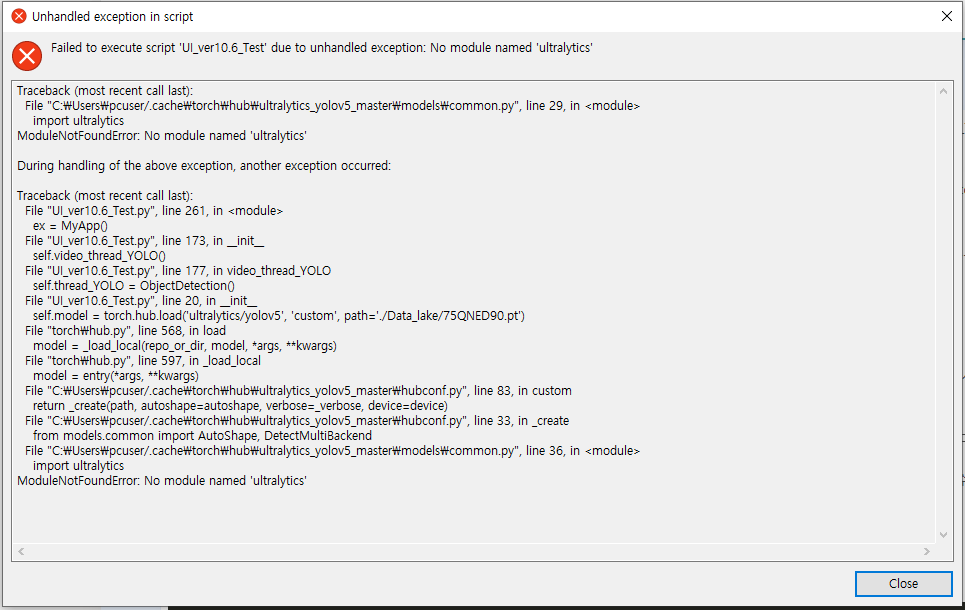 Unhandled exception in script
Failed to execute script 'UI_ver10.6_Test' due to unhandled exception: No module named 'ultralytics'
Traceback (most recent call last):
File "C:₩Users₩pcuser/.cache₩torch₩hub₩ultralytics_yolov5_master₩models₩common.py", line 29, in <module>
import ultralytics
ModuleNotFoundError: No module named 'ultralytics'
During handling of the above exception, another exception occurred:
Traceback (most recent call last):
File "UI_ver10.6_Test.py", line 261, in <module>
ex = MyApp()
File "UI_ver10.6_Test.py", line 173, in __init__
self.video_thread_YOLO()
File "UI_ver10.6_Test.py", line 177, in video_thread_YOLO
self.thread_YOLO = ObjectDetection()
File "UI_ver10.6_Test.py", line 20, in __init__
self.model = torch.hub.load('ultralytics/yolov5', 'custom', path='./Data_lake/75QNED90.pt')
File "torch₩hub.py", line 568, in load
model = _load_local(repo_or_dir, model, *args, **kwargs)
File "torch₩hub.py", line 597, in _load_local
model = entry(*args, **kwargs)
File "C:₩Users₩pcuser/.cache₩torch₩hub₩ultralytics_yolov5_master₩hubconf.py", line 83, in custom
return _create(path, autoshape=autoshape, verbose=_verbose, device=device)
File "C:₩Users₩pcuser/.cache₩torch₩hub₩ultralytics_yolov5_master₩hubconf.py", line 33, in _create
from models.common import AutoShape, DetectMultiBackend
File "C:₩Users₩pcuser/.cache₩torch₩hub₩ultralytics_yolov5_master₩models₩common.py", line 36, in <module>
import ultralytics
ModuleNotFoundError: No module named 'ultralytics'
Close